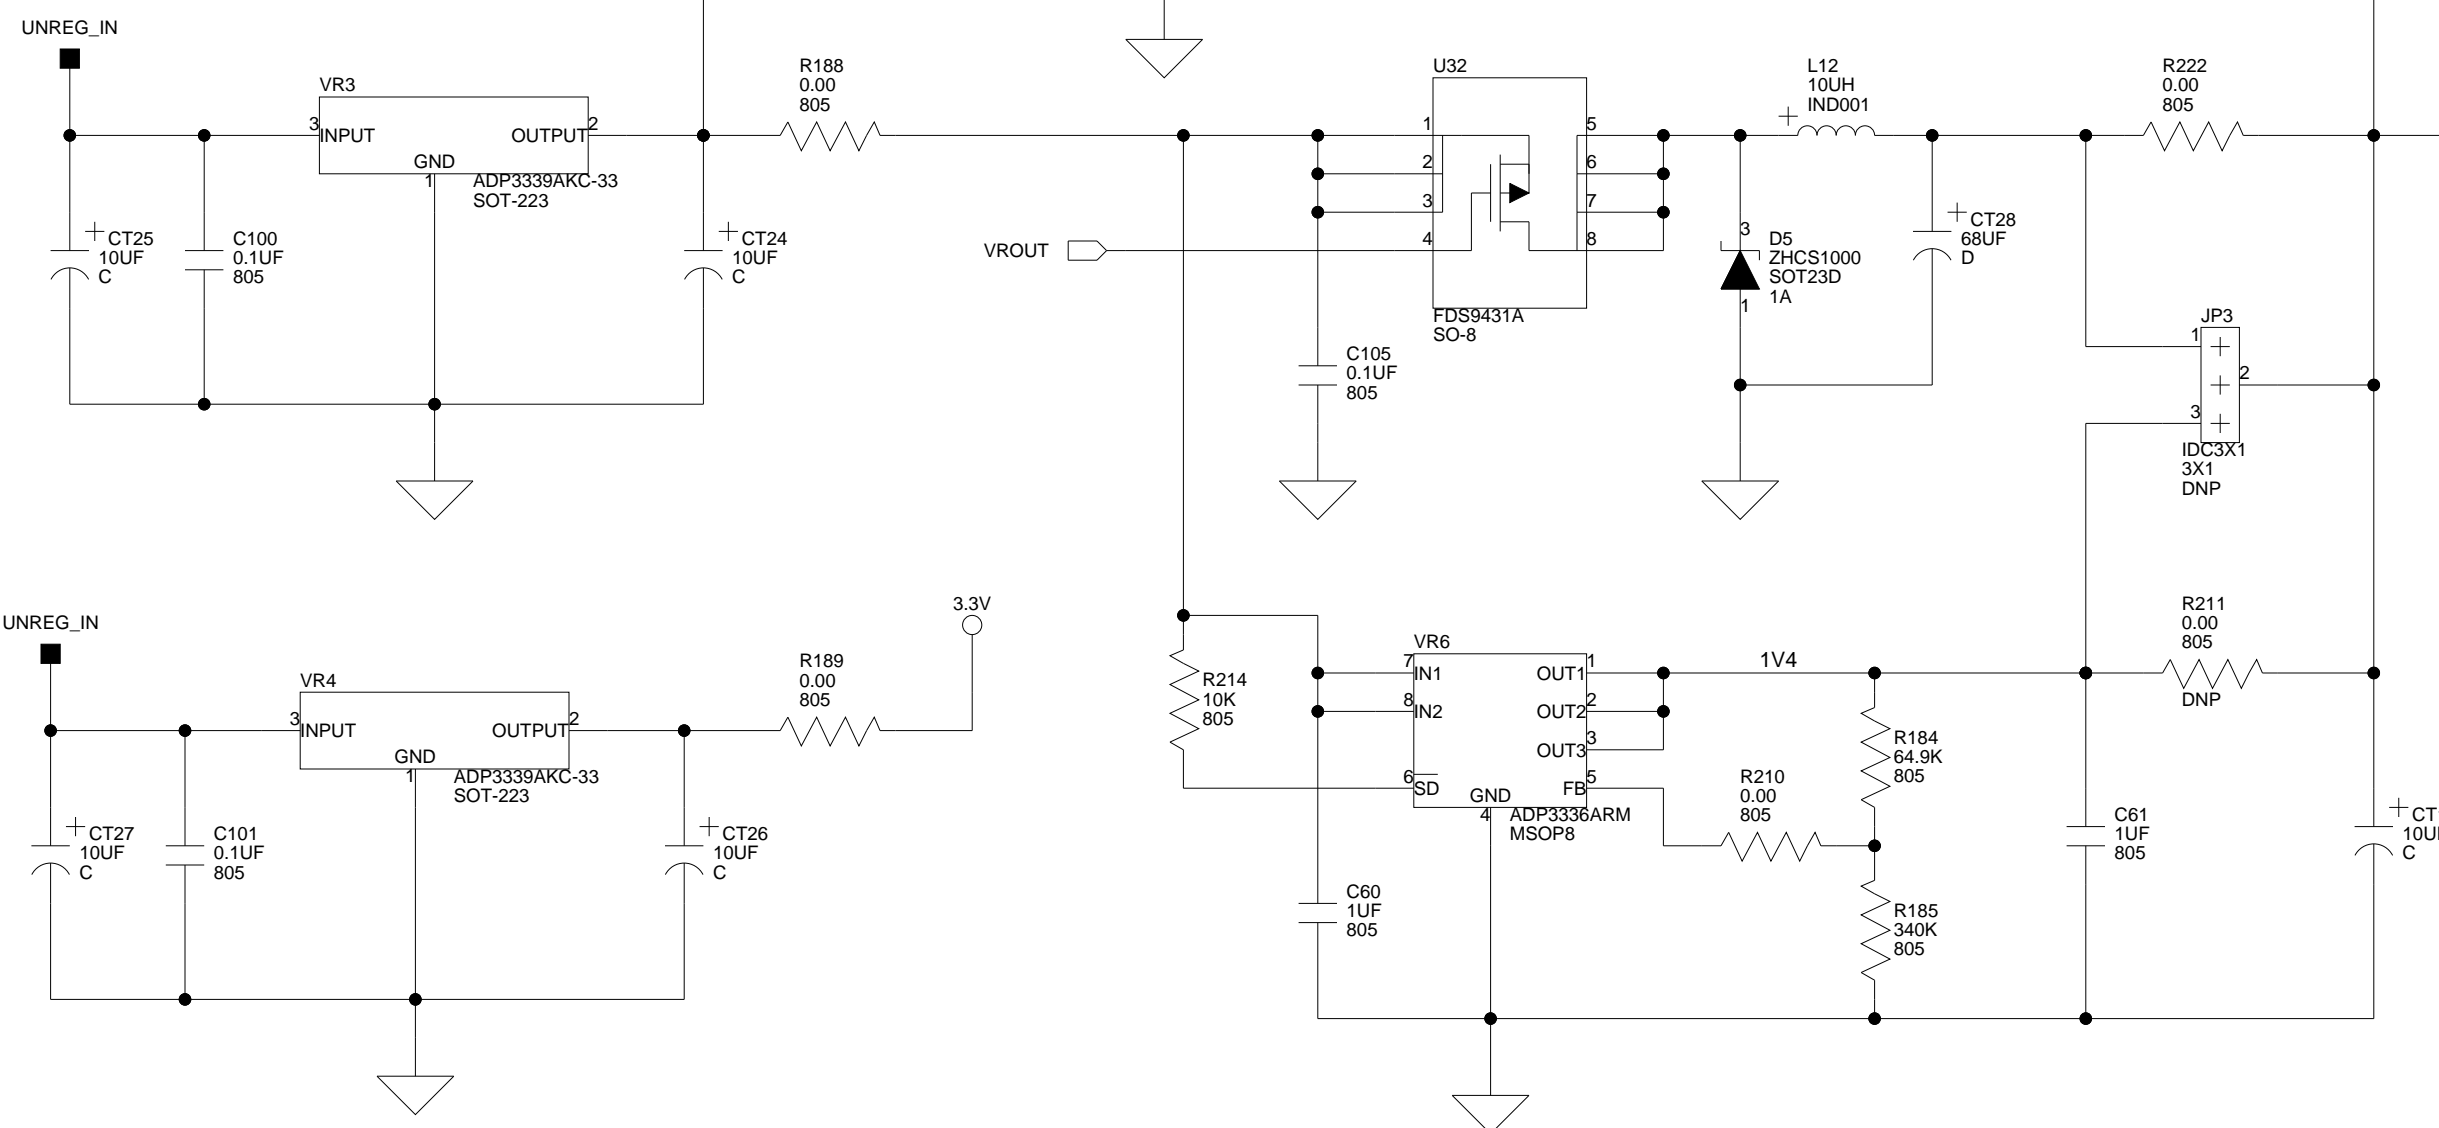 UNREG_IN
VR3
3
INPUT
OUTPUT
2
GND
1
ADP3339AKC-33
SOT-223
CT25
10UF
C
C100
0.1UF
805
CT24
10UF
C
R188
0.00
805
U32
1
2
3
4
5
6
7
8
FDS9431A
SO-8
VROUT
C105
0.1UF
805
L12
10UH
IND001
3
D5
ZHCS1000
SOT23D
1A
1
CT28
68UF
D
R222
0.00
805
JP3
1
2
3
IDC3X1
3X1
DNP
UNREG_IN
VR4
3
INPUT
OUTPUT
2
GND
1
ADP3339AKC-33
SOT-223
CT27
10UF
C
C101
0.1UF
805
CT26
10UF
C
R189
0.00
805
3.3V
R214
10K
805
VR6
7
IN1
8
IN2
6
SD
GND
4
OUT1
1
OUT2
2
OUT3
3
FB
5
ADP3336ARM
MSOP8
1V4
C60
1UF
805
R210
0.00
805
R184
64.9K
805
R185
340K
805
R211
0.00
805
DNP
C61
1UF
805
C